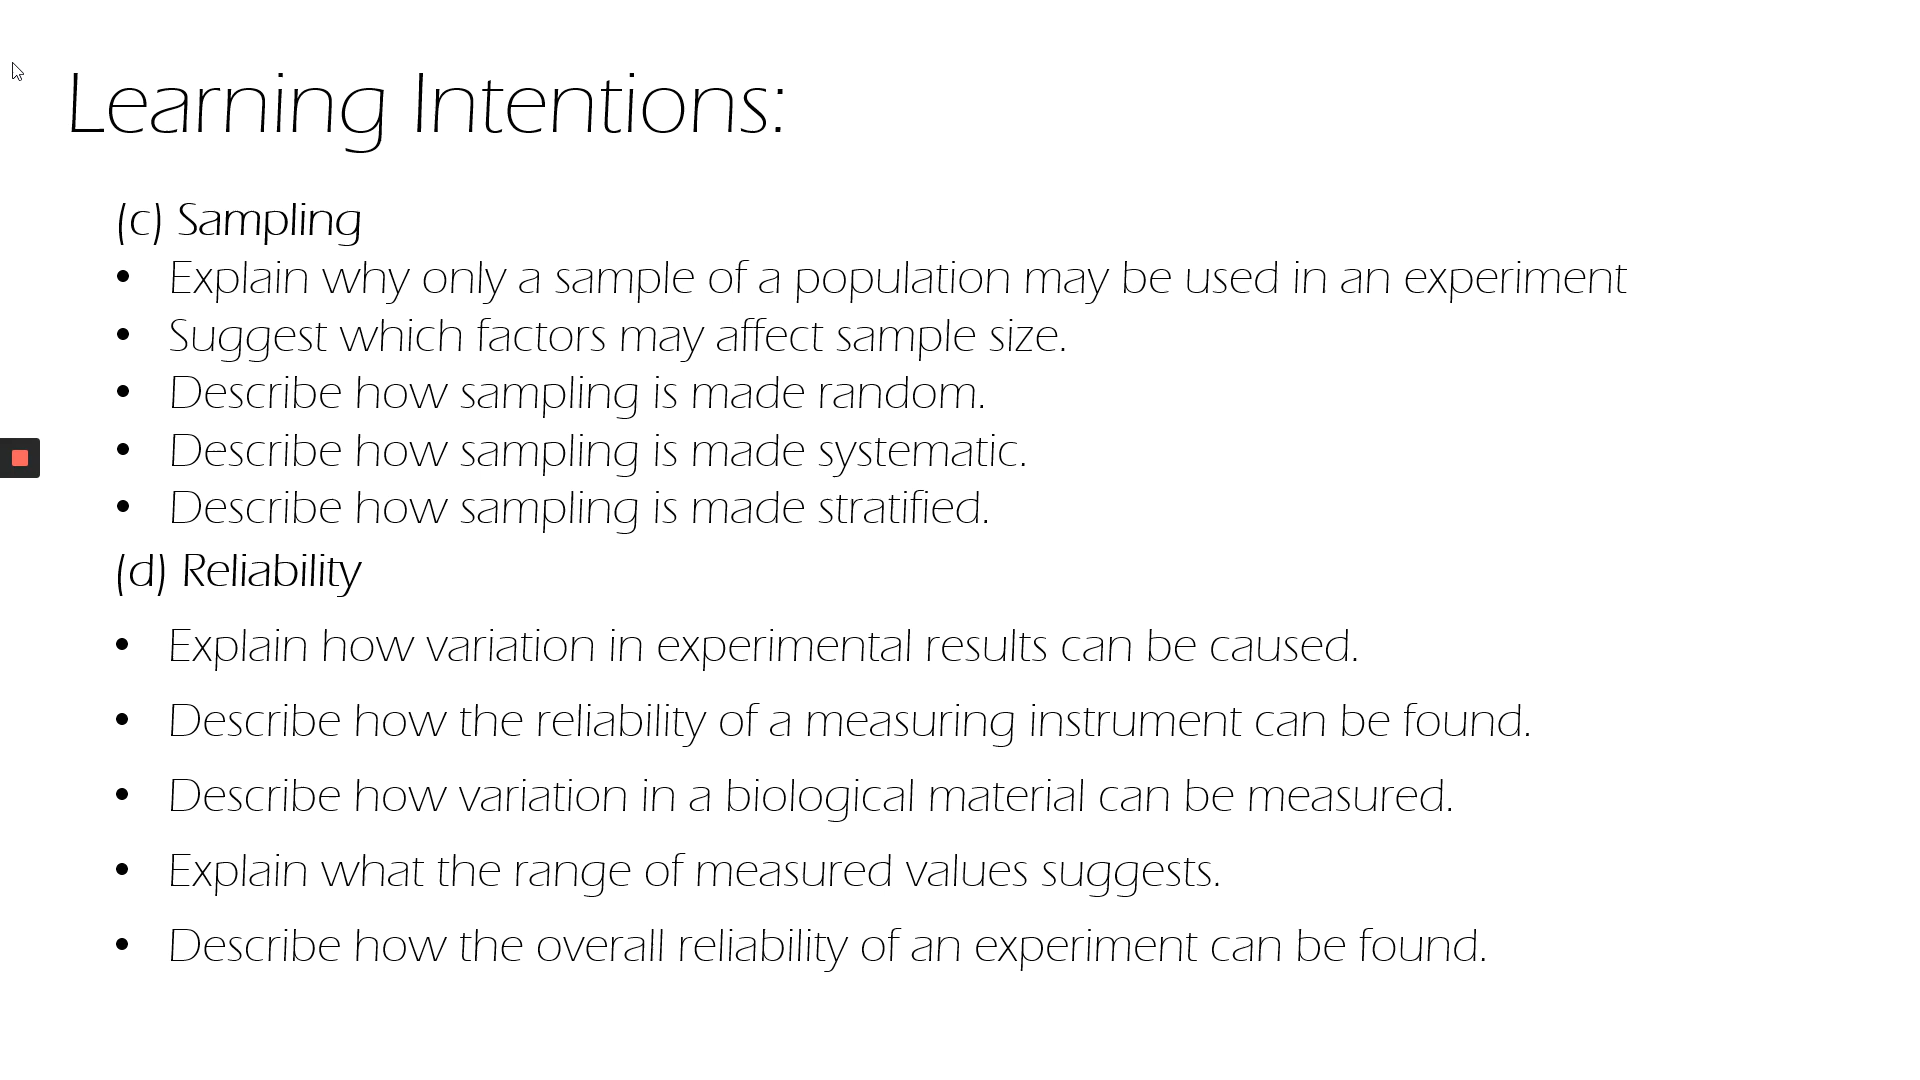 Learning Intentions:
(c) Sampling
• Explain why only a sample of a population may be used in an experiment
• Suggest which factors may affect sample size.
• Describe how sampling is made random.
• Describe how sampling is made systematic.
• Describe how sampling is made stratified.
(d) Reliability
• Explain how variation in experimental results can be caused.
• Describe how the reliability of a measuring instrument can be found.
• Describe how variation in a biological material can be measured.
• Explain what the range of measured values suggests.
• Describe how the overall reliability of an experiment can be found.